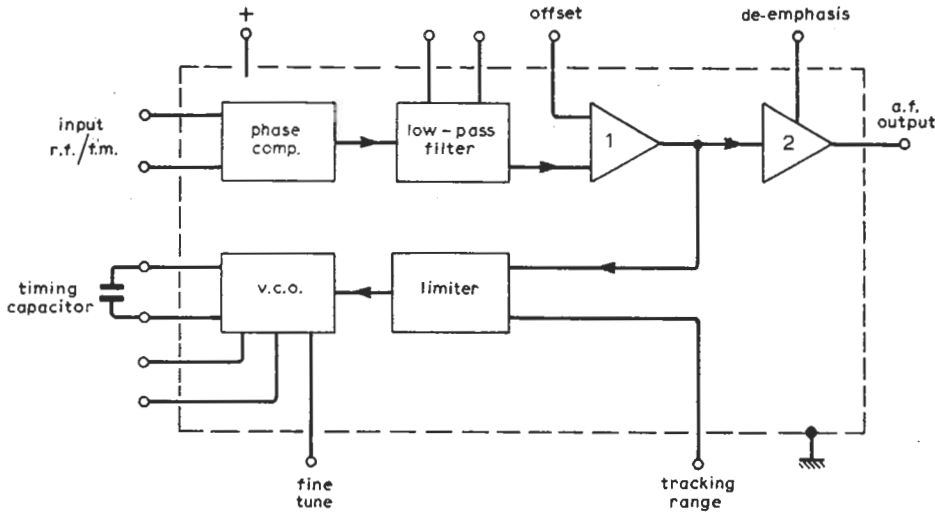 +
offset
de-emphasis
a.f.
output
input
r.f./f.m.
phase
comp.
low-pass
filter
1
2
timing
capacitor
v.c.o.
limiter
fine
tune
tracking
range